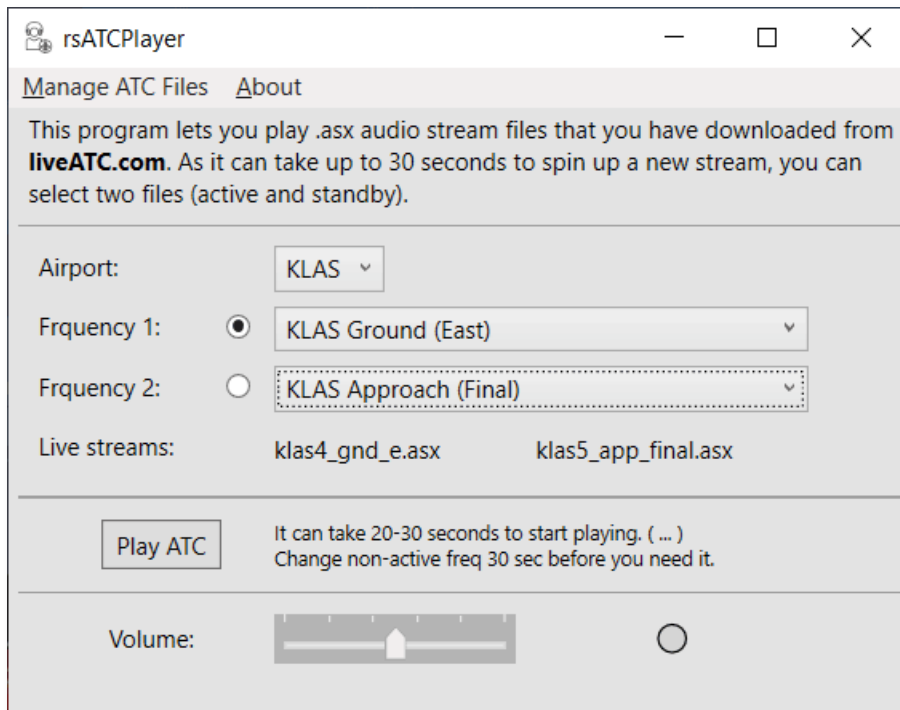 rsATCPlayer
Manage ATC Files About
This program lets you play .asx audio stream files that you have downloaded from
liveATC.com. As it can take up to 30 seconds to spin up a new stream, you can
select two files (active and standby).
Airport: KLAS
Frquency 1: KLAS Ground (East)
Frquency 2: KLAS Approach (Final)
Live streams: klas4_gnd_e.asx klas5_app_final.asx
Play ATC
It can take 20-30 seconds to start playing. ( ... )
Change non-active freq 30 sec before you need it.
Volume: